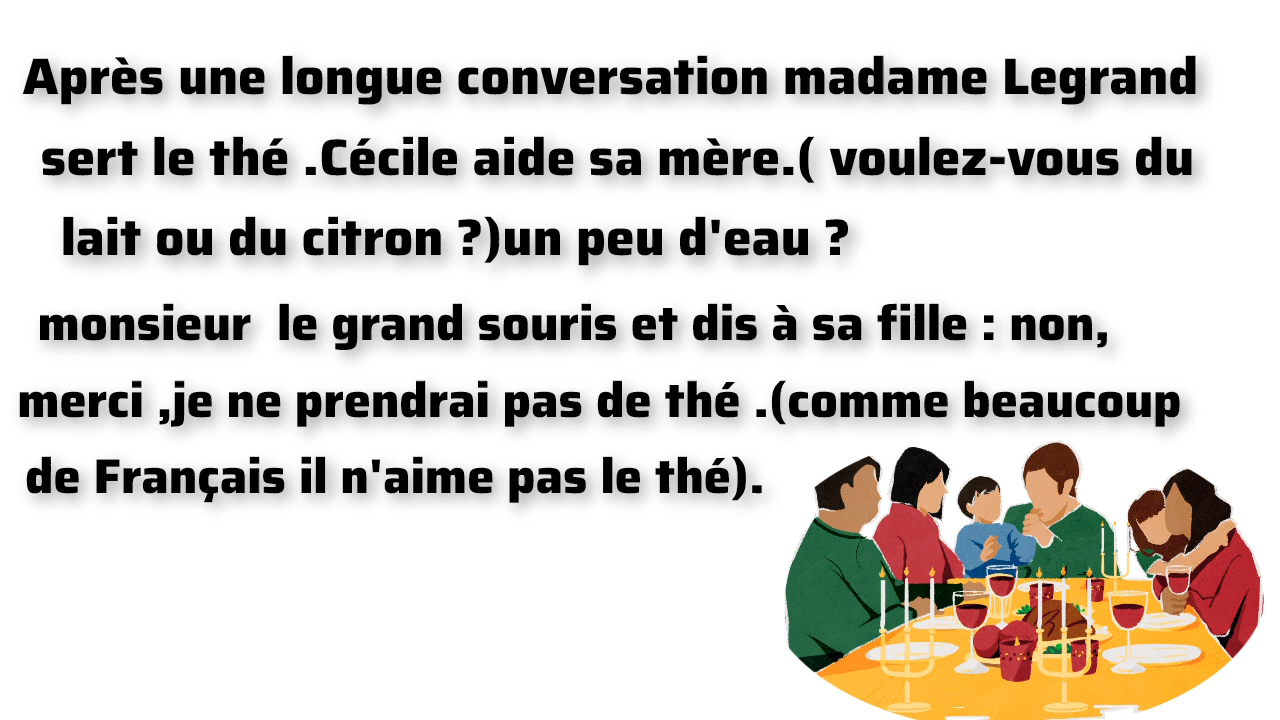 Après une longue conversation madame Legrand
sert le thé .Cécile aide sa mère.( voulez-vous du
lait ou du citron ?)un peu d'eau ?
monsieur  le grand souris et dis à sa fille : non,
merci ,je ne prendrai pas de thé .(comme beaucoup
de Français il n'aime pas le thé).